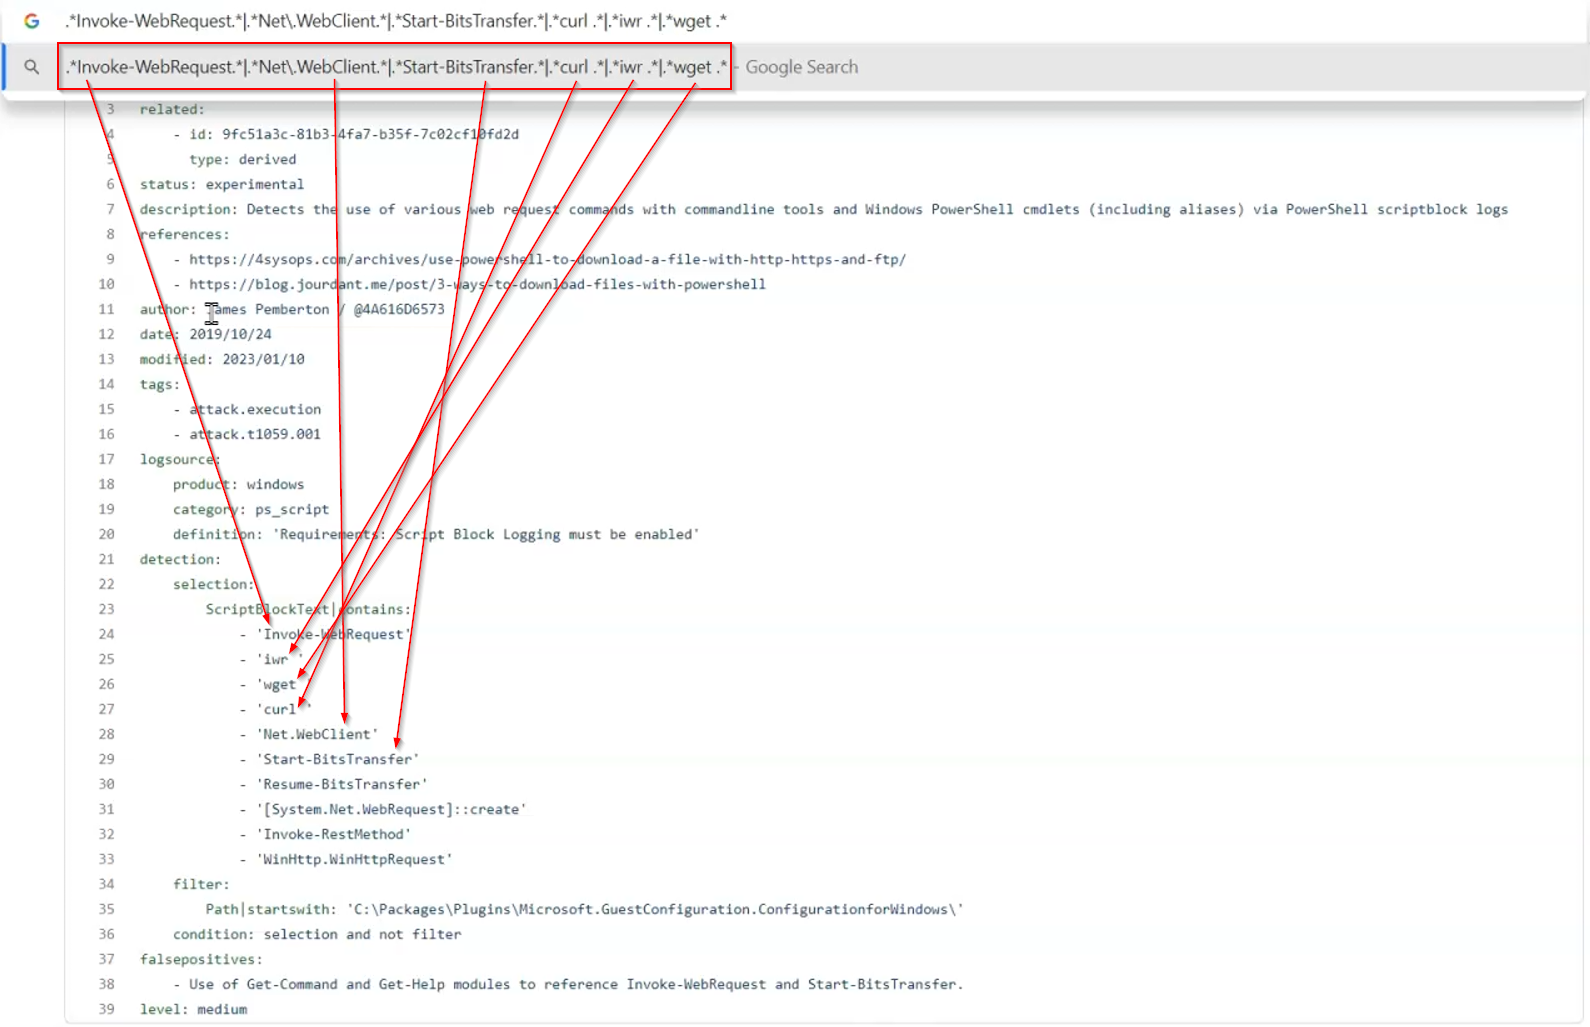 .*Invoke-WebRequest.*|.*Net\.WebClient.*|.*Start-BitsTransfer.*|.*curl .*|.*iwr .*|.*wget .*
.*Invoke-WebRequest.*|.*Net\.WebClient.*|.*Start-BitsTransfer.*|.*curl .*|.*iwr .*|.*wget .* - Google Search
3 related:
4 - id: 9fc51a3c-81b3-4fa7-b35f-7c02cf10fd2d
5 type: derived
6 status: experimental
7 description: Detects the use of various web request commands with commandline tools and Windows PowerShell cmdlets (including aliases) via PowerShell scriptblock logs
8 references:
9 - https://4sysops.com/archives/use-powershell-to-download-a-file-with-http-https-and-ftp/
10 - https://blog.jourdant.me/post/3-ways-to-download-files-with-powershell
11 author: James Pemberton / @4A616D6573
12 date: 2019/10/24
13 modified: 2023/01/10
14 tags:
15 - attack.execution
16 - attack.t1059.001
17 logsource:
18 product: windows
19 category: ps_script
20 definition: 'Requirements: Script Block Logging must be enabled'
21 detection:
22 selection:
23 ScriptBlockText|contains:
24 - 'Invoke-WebRequest'
25 - 'iwr '
26 - 'wget '
27 - 'curl '
28 - 'Net.WebClient'
29 - 'Start-BitsTransfer'
30 - 'Resume-BitsTransfer'
31 - '[System.Net.WebRequest]::create'
32 - 'Invoke-RestMethod'
33 - 'WinHttp.WinHttpRequest'
34 filter:
35 Path|startswith: 'C:\Packages\Plugins\Microsoft.GuestConfiguration.ConfigurationforWindows\'
36 condition: selection and not filter
37 falsepositives:
38 - Use of Get-Command and Get-Help modules to reference Invoke-WebRequest and Start-BitsTransfer.
39 level: medium